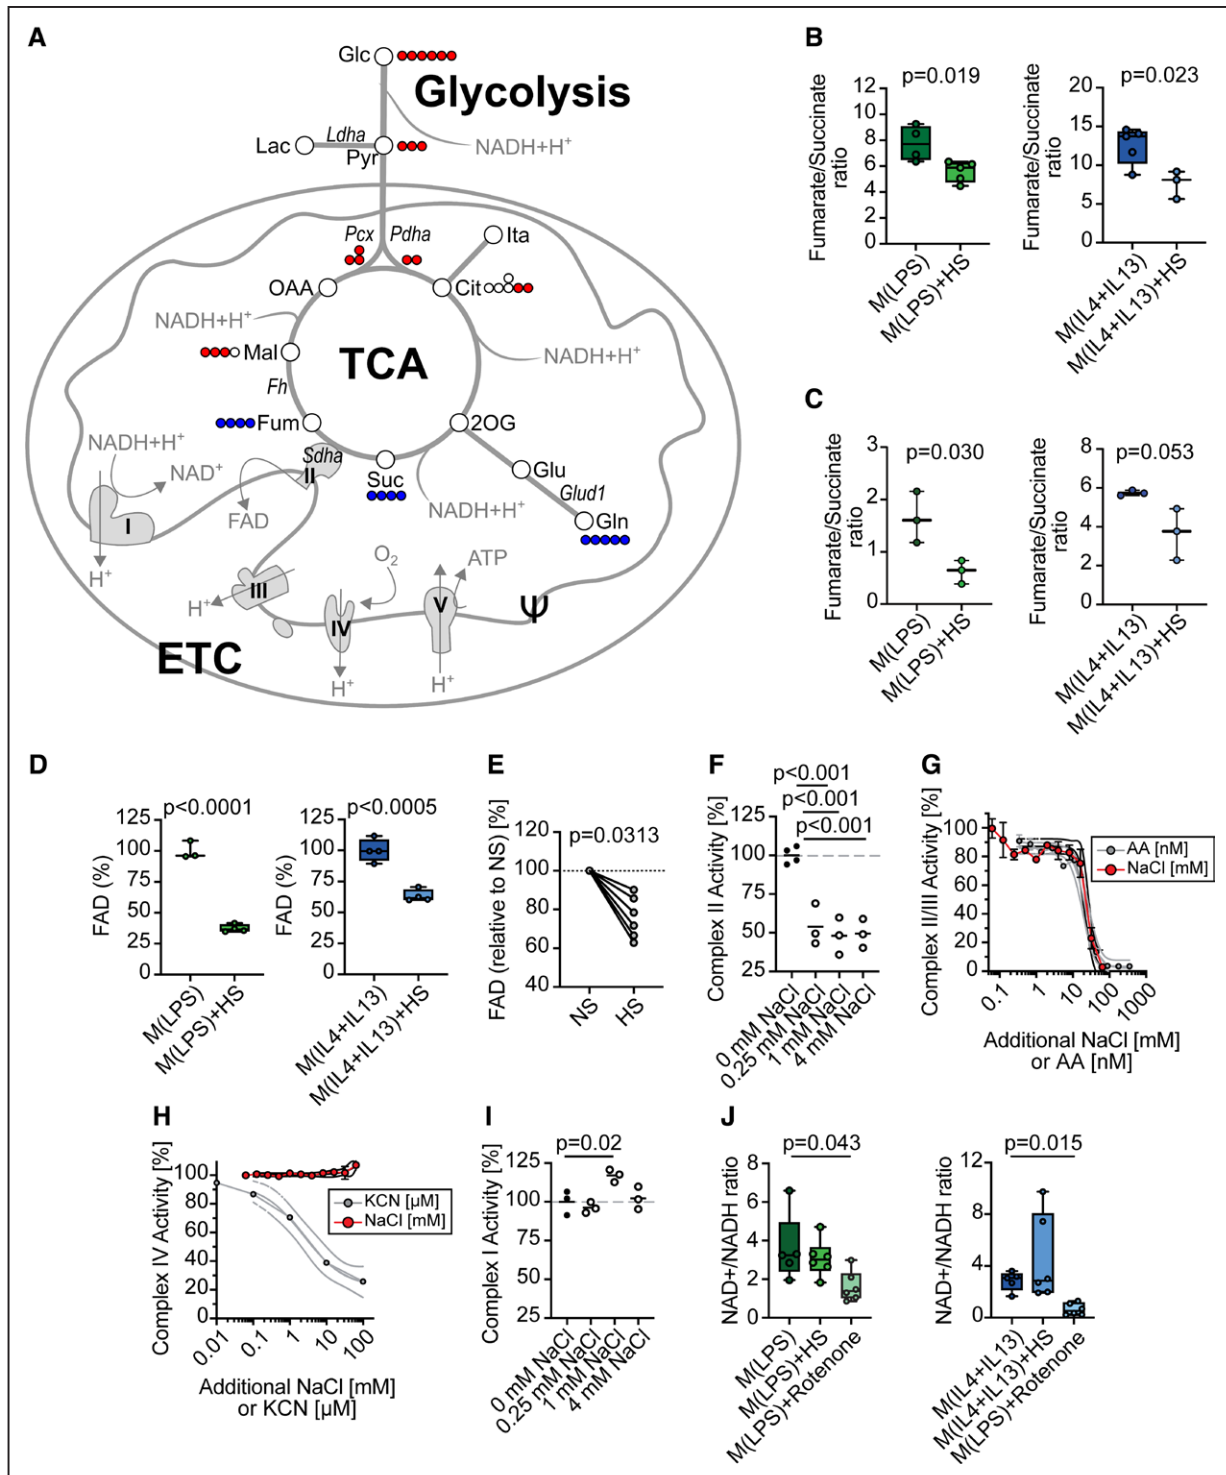 A
Glc
Glycolysis
Ldha
Lac
Pyr
NADH+H⁺
Pcx
Pdha
Ita
OAA
Cit
NADH+H⁺
NADH+H⁺
Mal
TCA
Fh
Fum
2OG
NADH+H⁺
Sdha
NAD⁺
II
Suc
Glu
Glud1
FAD
NADH+H⁺
Gln
I
O₂
ATP
H⁺
III
H⁺
V
Ψ
IV
ETC
H⁺
H⁺
B
p=0.019
Fumarate/Succinate
ratio
12
10
8
6
4
2
0
M(LPS)
M(LPS)+HS
p=0.023
Fumarate/Succinate
ratio
20
15
10
5
0
M(IL4+IL13)
M(IL4+IL13)+HS
C
p=0.030
Fumarate/Succinate
ratio
3
2
1
0
M(LPS)
M(LPS)+HS
p=0.053
Fumarate/Succinate
ratio
8
6
4
2
0
M(IL4+IL13)
M(IL4+IL13)+HS
D
p<0.0001
FAD (%)
125
100
75
50
25
0
M(LPS)
M(LPS)+HS
p<0.0005
FAD (%)
125
100
75
50
25
0
M(IL4+IL13)
M(IL4+IL13)+HS
E
FAD (relative to NS) [%]
120
100
80
60
40
p=0.0313
NS
HS
F
p<0.001
p<0.001
p<0.001
Complex II Activity [%]
125
100
75
50
25
0 mM NaCl
0.25 mM NaCl
1 mM NaCl
4 mM NaCl
G
Complex II/III Activity [%]
100
80
60
40
20
0
AA [nM]
NaCl [mM]
0.1
1
10
100
1000
Additional NaCl [mM]
or AA [nM]
H
Complex IV Activity [%]
100
80
60
40
20
0
KCN [µM]
NaCl [mM]
0.01
0.1
1
10
100
Additional NaCl [mM]
or KCN [µM]
I
p=0.02
Complex I Activity [%]
125
100
75
50
25
0 mM NaCl
0.25 mM NaCl
1 mM NaCl
4 mM NaCl
J
p=0.043
NAD+/NADH ratio
8
6
4
2
0
M(LPS)
M(LPS)+HS
M(LPS)+Rotenone
p=0.015
NAD+/NADH ratio
12
8
4
0
M(IL4+IL13)
M(IL4+IL13)+HS
M(LPS)+Rotenone